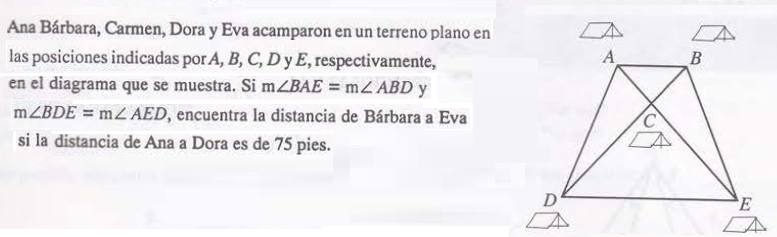 Ana Bárbara, Carmen, Dora y Eva acamparon en un terreno plano en
las posiciones indicadas por A, B, C, D y E, respectivamente,
en el diagrama que se muestra. Si m∠BAE = m∠ ABD y
m∠BDE = m∠ AED, encuentra la distancia de Bárbara a Eva
si la distancia de Ana a Dora es de 75 pies.
A B
C
D E